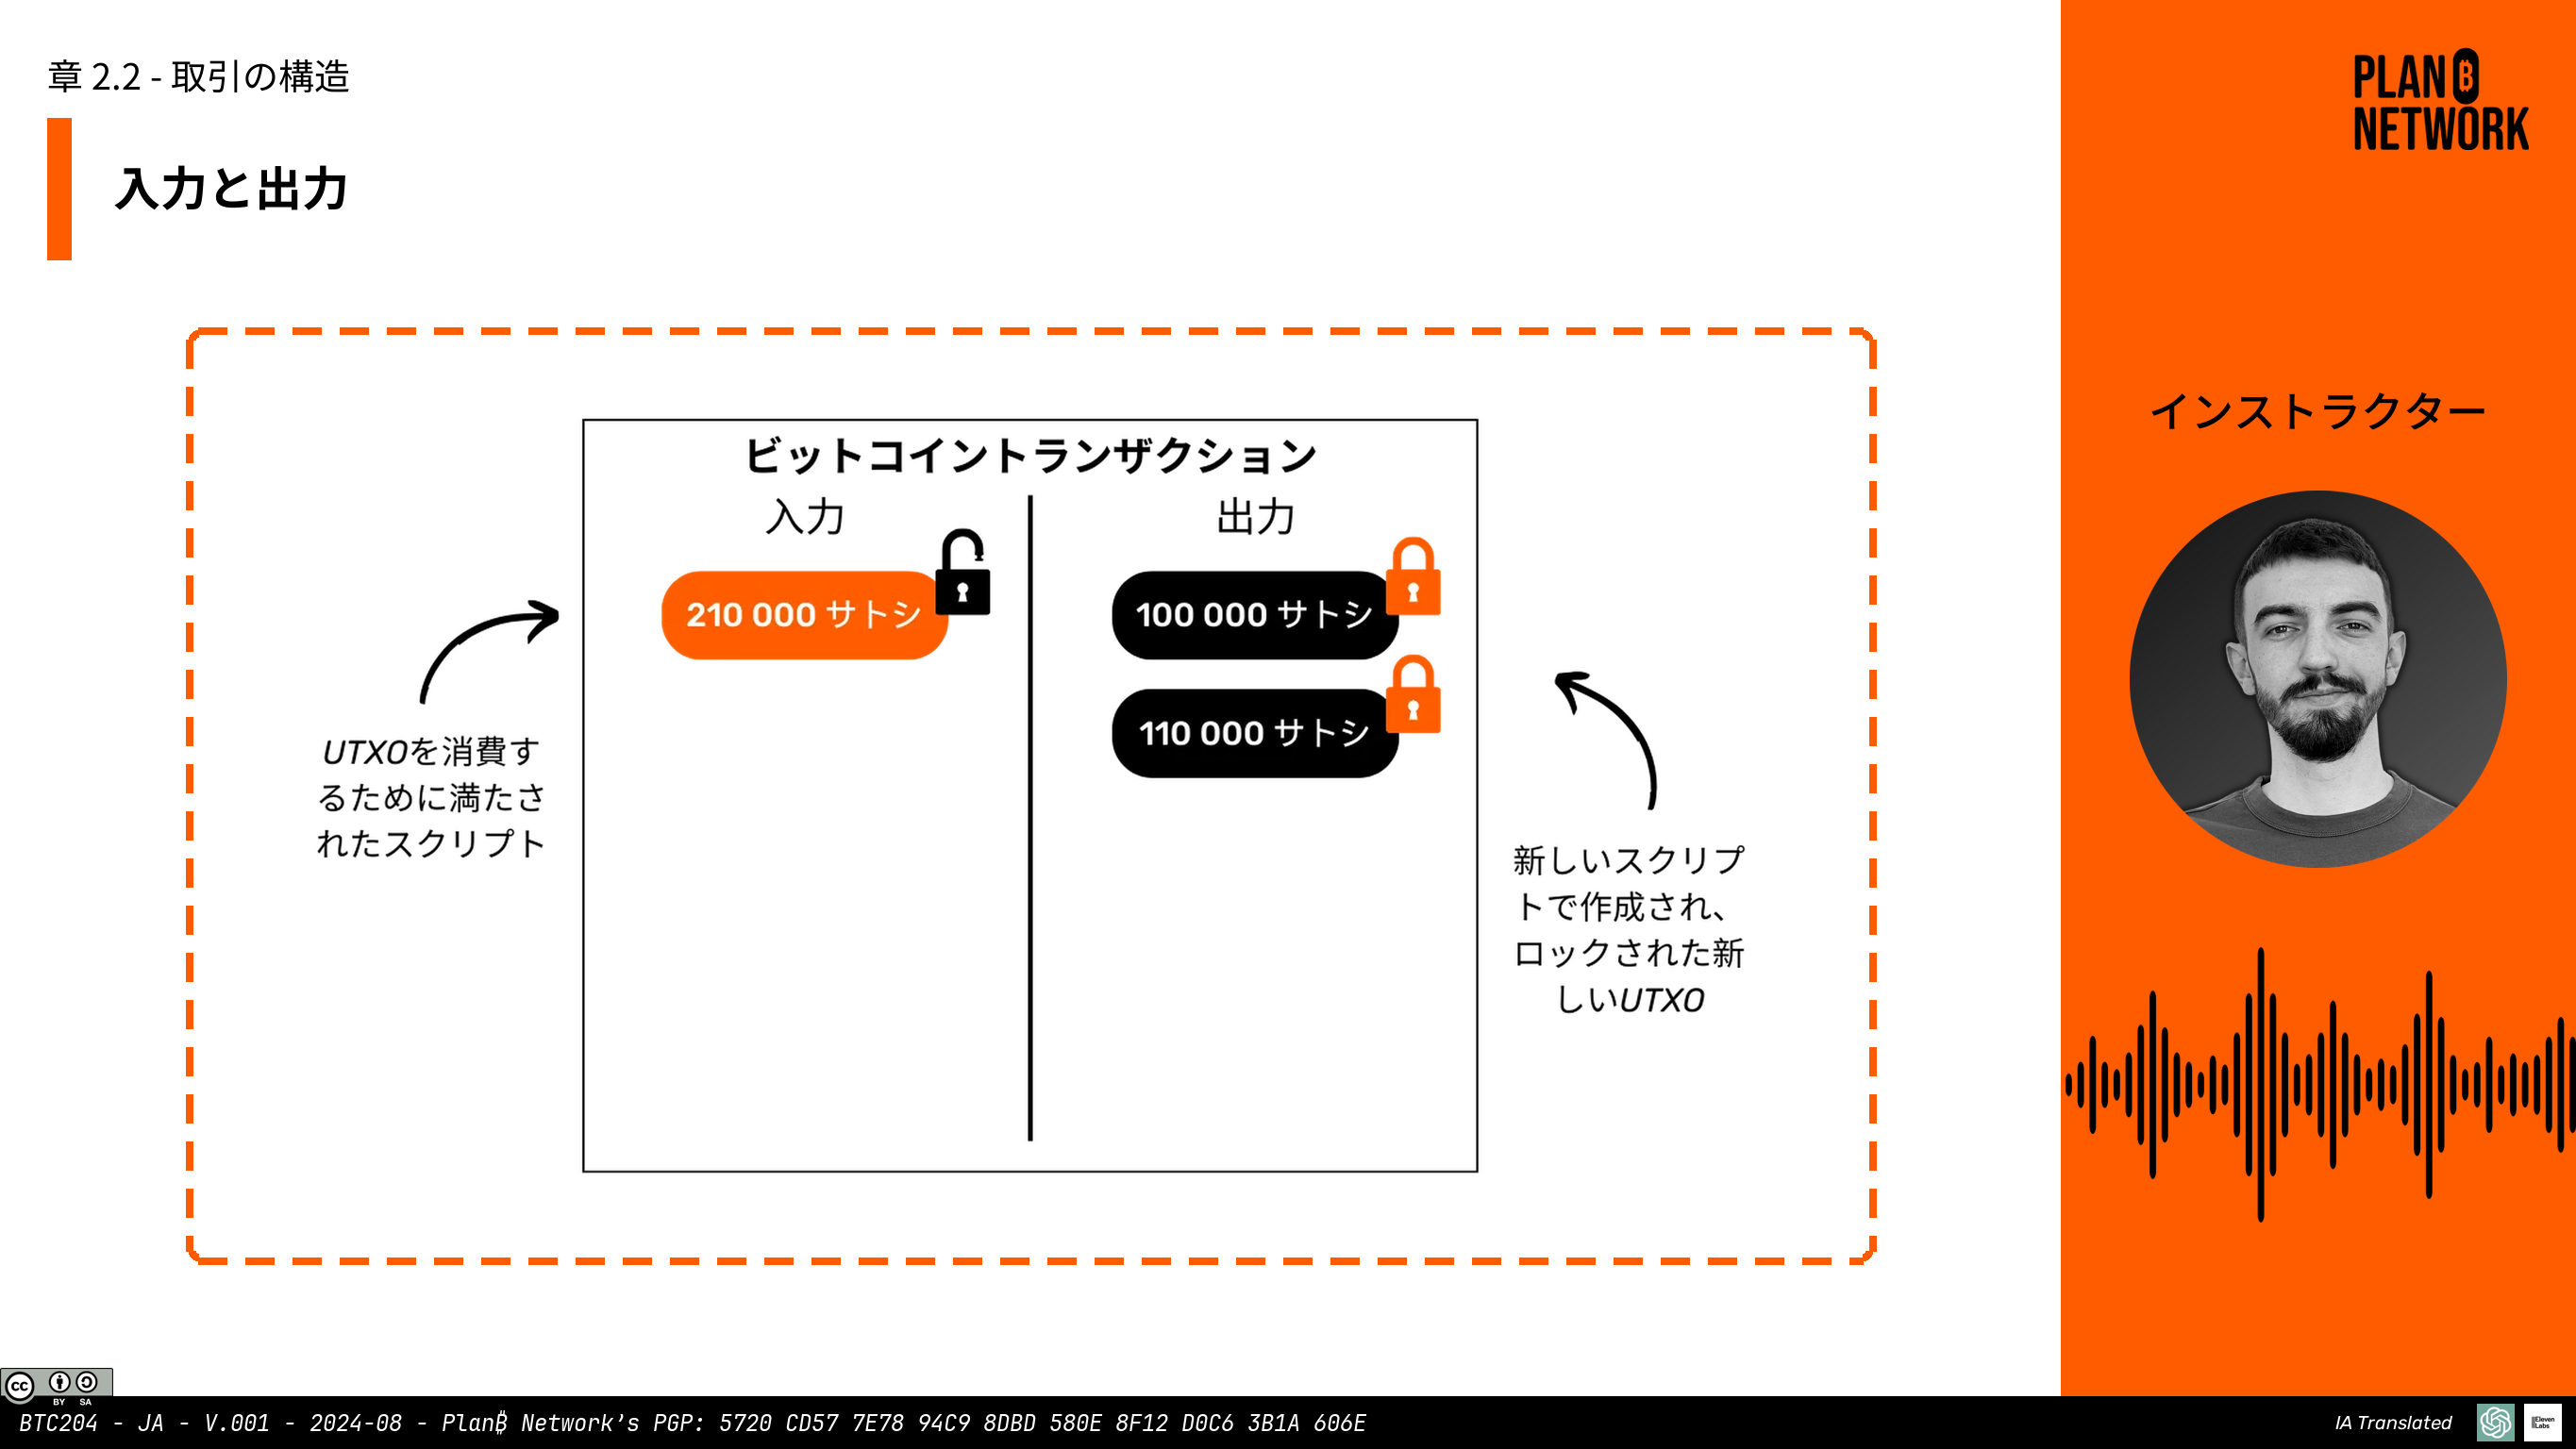 章 2.2 - 取引の構造
入力と出力
PLAN ₿
NETWORK
インストラクター
ビットコイントランザクション
入力
出力
210 000 サトシ
100 000 サトシ
110 000 サトシ
UTXOを消費す
るために満たさ
れたスクリプト
新しいスクリプ
トで作成され、
ロックされた新
しいUTXO
cc BY SA
BTC204 - JA - V.001 - 2024-08 - Plan₿ Network’s PGP: 5720 CD57 7E78 94C9 8DBD 580E 8F12 D0C6 3B1A 606E
IA Translated
ElevenLabs